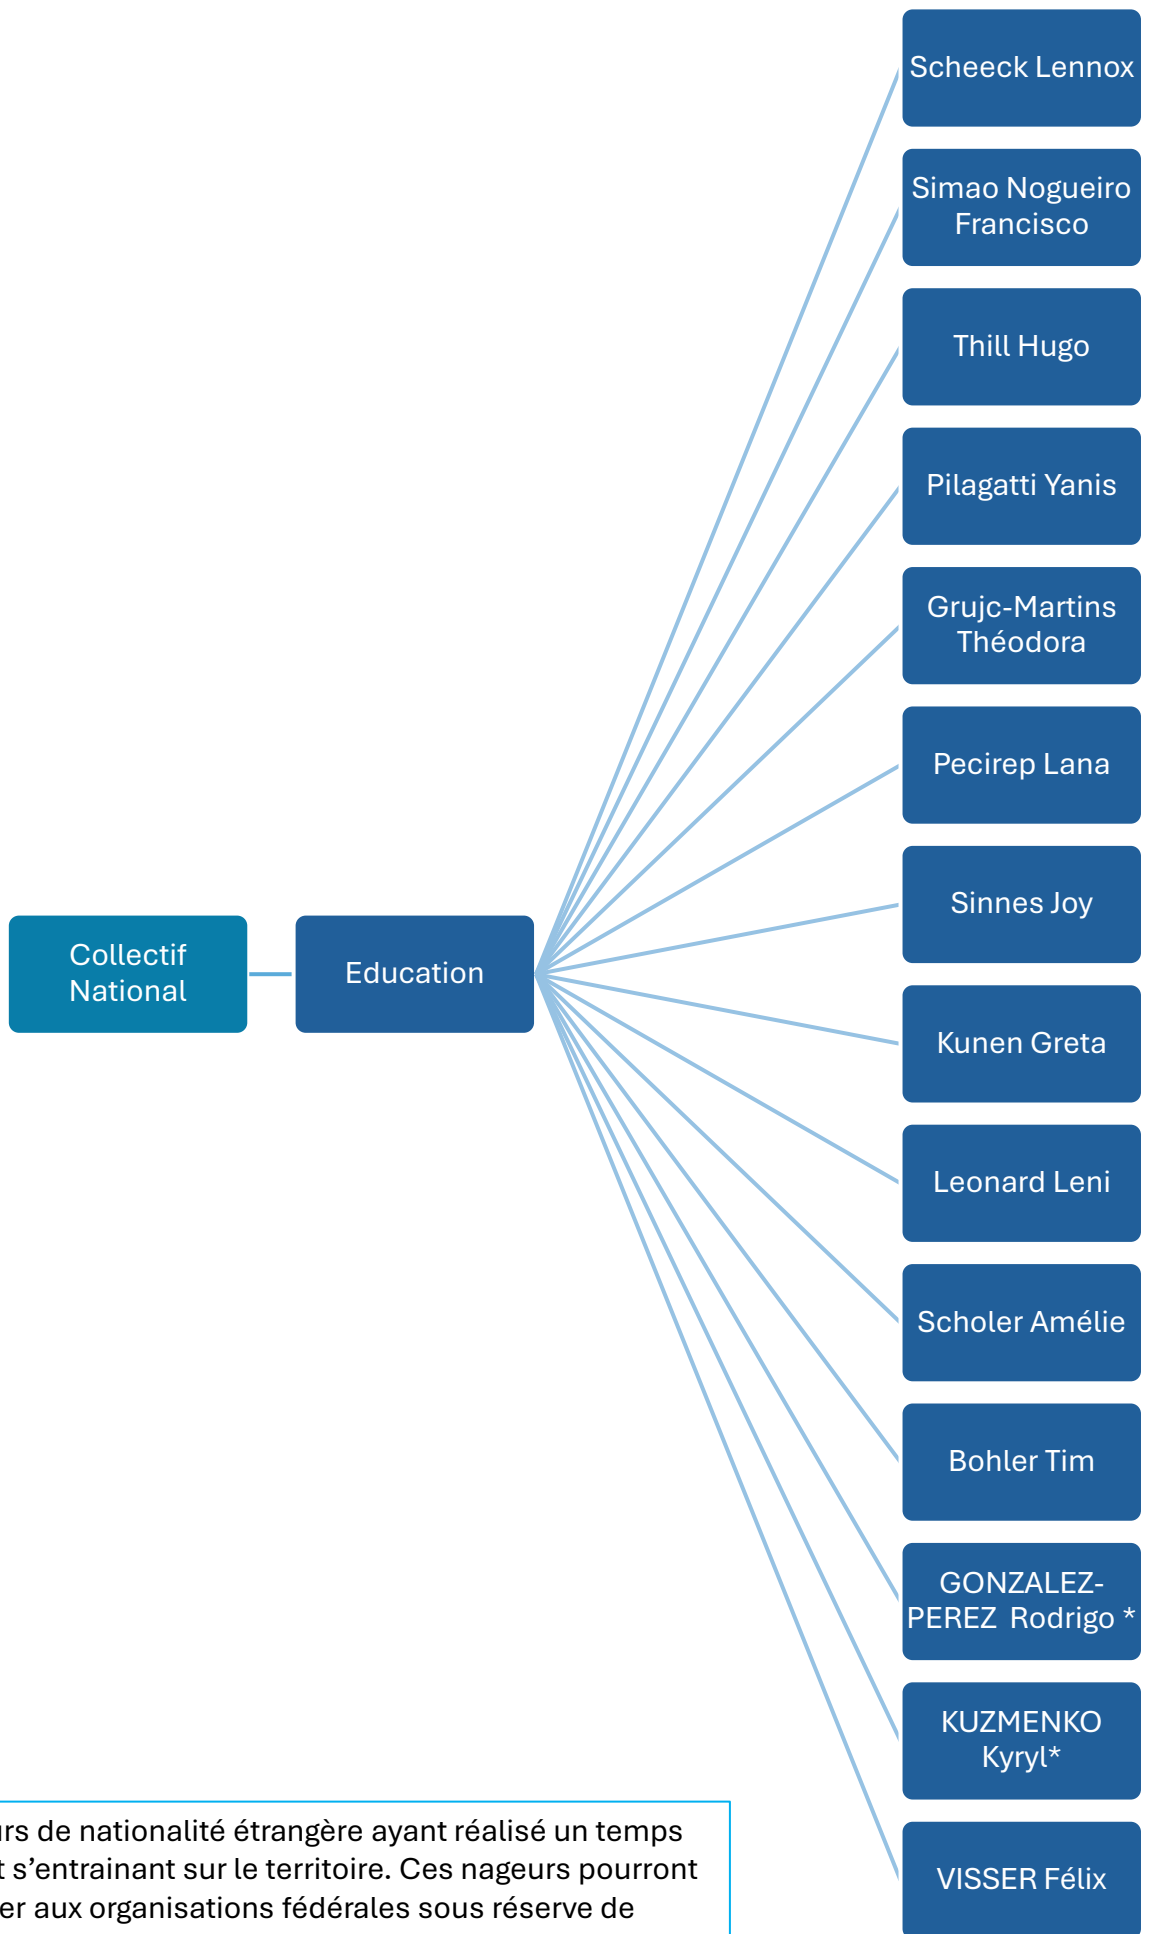 Scheeck Lennox
Simao Nogueiro
Francisco
Thill Hugo
Pilagatti Yanis
Grujc-Martins
Théodora
Pecirep Lana
Sinnes Joy
Collectif
National
Education
Kunen Greta
Leonard Leni
Scholer Amélie
Bohler Tim
GONZALEZ-
PEREZ Rodrigo *
KUZMENKO
Kyryl*
VISSER Félix
de nationalité étrangère ayant réalisé un temps
s’entrainant sur le territoire. Ces nageurs pourront
aux organisations fédérales sous réserve de